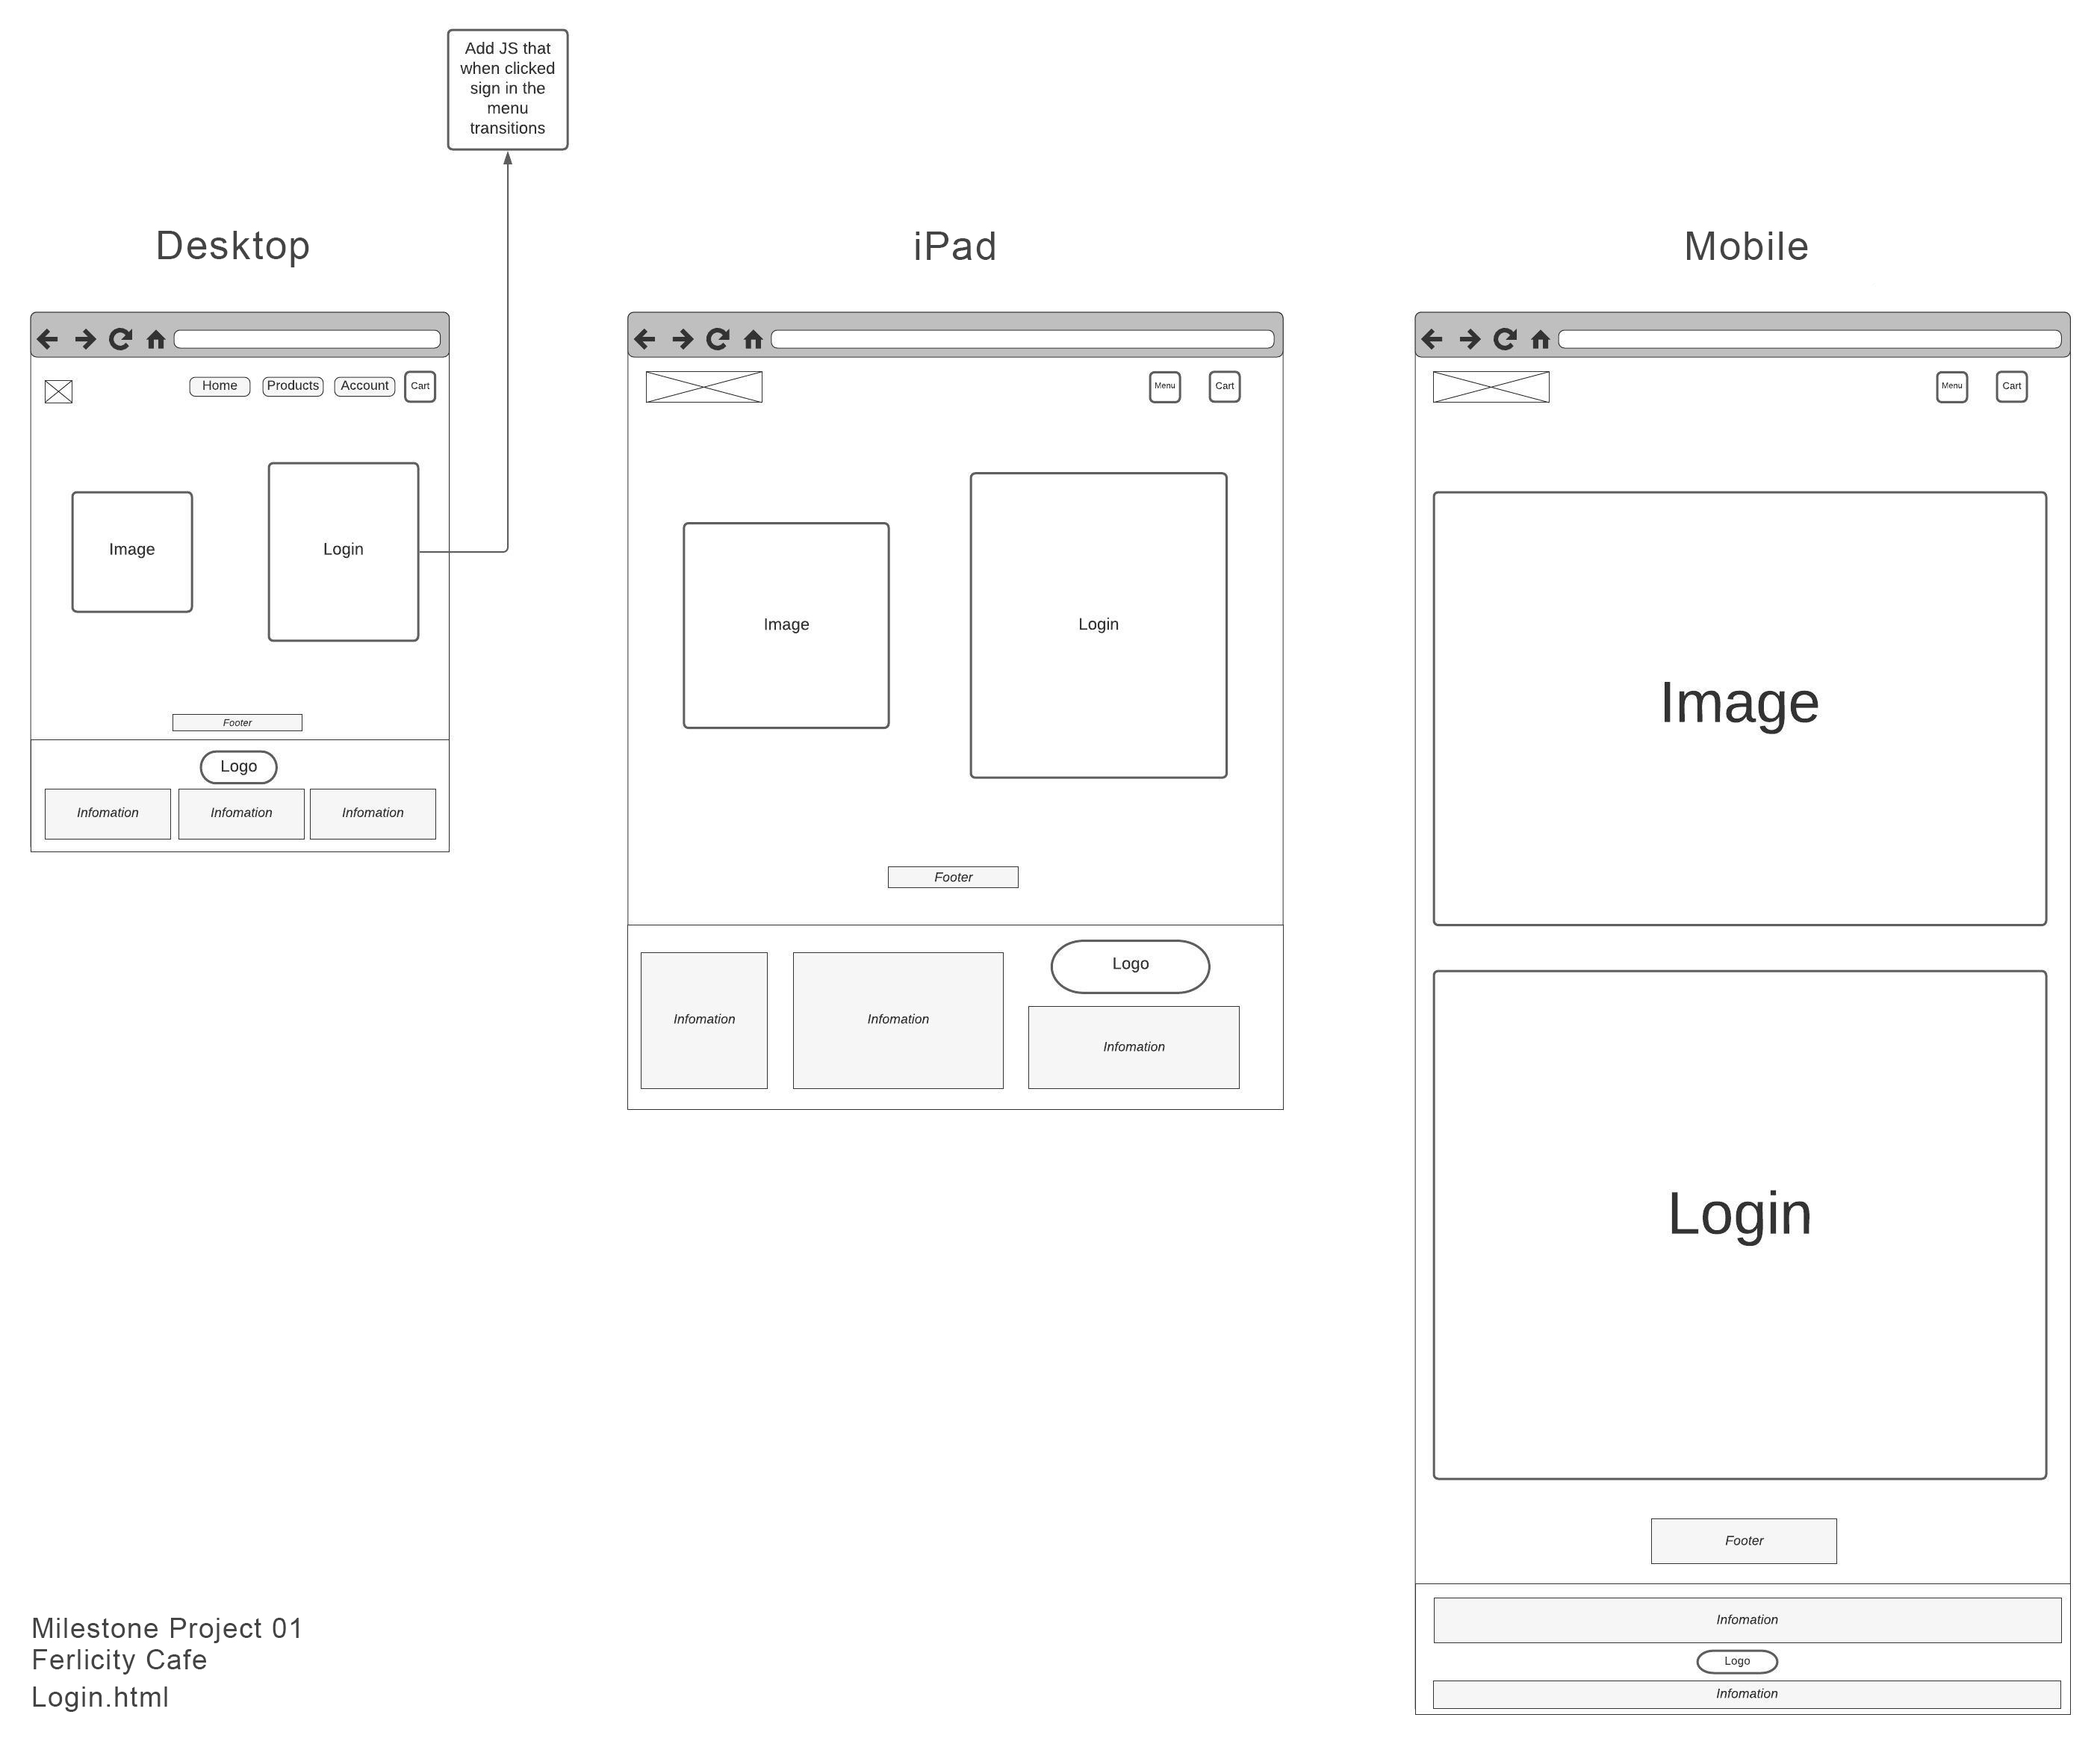 Add JS that
when clicked
sign in the
menu
transitions
Desktop
iPad
Mobile
Home
Products
Account
Cart
Image
Login
Footer
Logo
Infomation
Infomation
Infomation
Menu
Cart
Image
Login
Footer
Infomation
Infomation
Logo
Infomation
Menu
Cart
Image
Login
Footer
Infomation
Logo
Infomation
Milestone Project 01
Ferlicity Cafe
Login.html